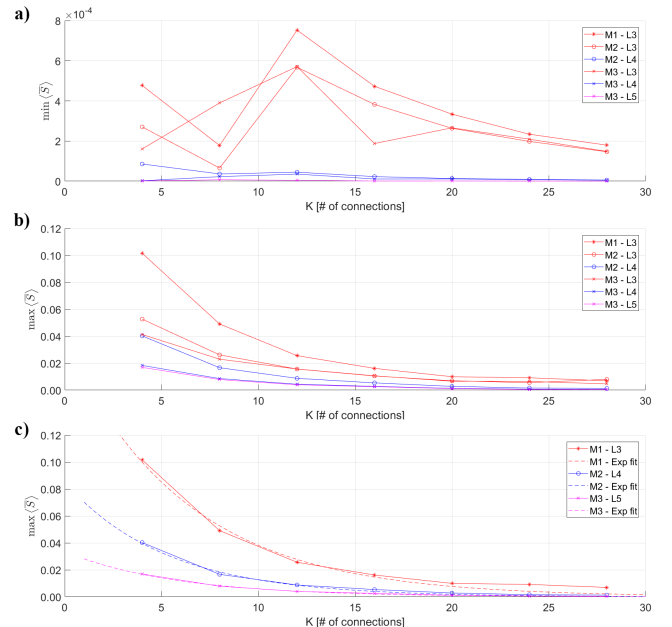 a)
× 10⁻⁴
8
6
4
2
0
min ⟨S̅⟩
0 5 10 15 20 25 30
K [# of connections]
M1 - L3
M2 - L3
M2 - L4
M3 - L3
M3 - L4
M3 - L5
b)
0.12
0.10
0.08
0.06
0.04
0.02
0.00
max ⟨S̅⟩
0 5 10 15 20 25 30
K [# of connections]
M1 - L3
M2 - L3
M2 - L4
M3 - L3
M3 - L4
M3 - L5
c)
0.12
0.10
0.08
0.06
0.04
0.02
0.00
max ⟨S̅⟩
0 5 10 15 20 25 30
K [# of connections]
M1 - L3
M1 - Exp fit
M2 - L4
M2 - Exp fit
M3 - L5
M3 - Exp fit